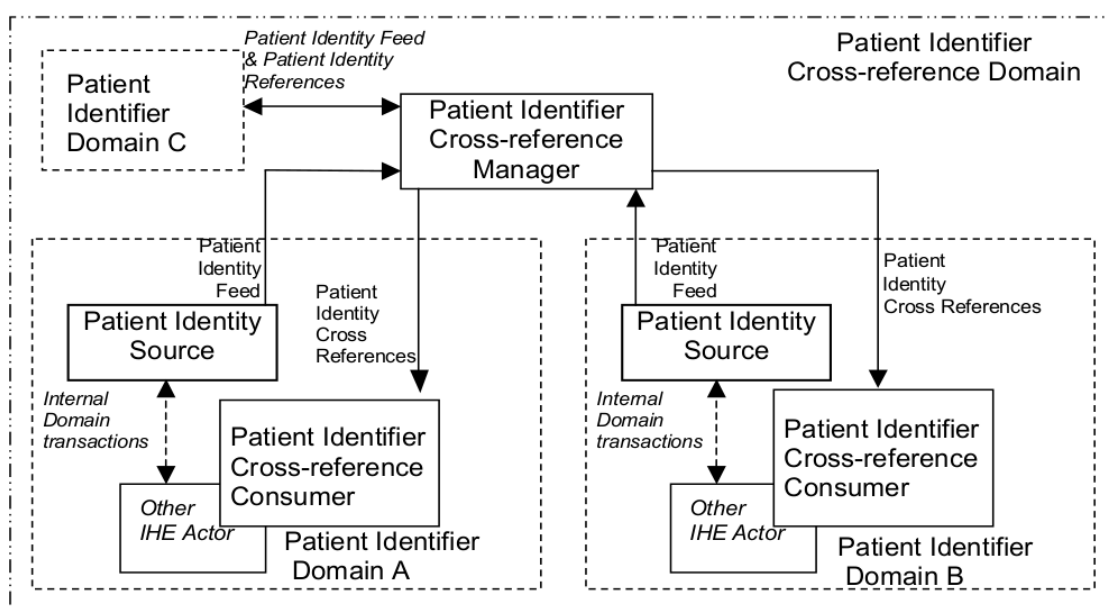 Patient Identity Feed
& Patient Identity
References
Patient Identifier
Cross-reference Domain
Patient
Identifier
Domain C
Patient Identifier
Cross-reference
Manager
Patient
Identity
Feed
Patient
Identity
Cross
References
Patient Identity
Source
Internal
Domain
transactions
Patient Identifier
Cross-reference
Consumer
Other
IHE Actor
Patient Identifier
Domain A
Patient
Identity
Feed
Patient
Identity
Cross References
Patient Identity
Source
Internal
Domain
transactions
Patient Identifier
Cross-reference
Consumer
Other
IHE Actor
Patient Identifier
Domain B